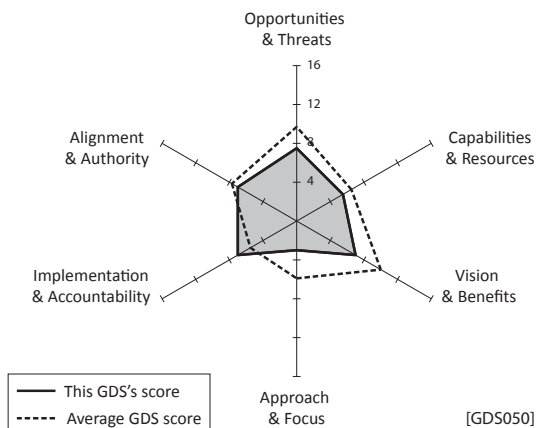 Opportunities
& Threats
16
12
8
4
Alignment
& Authority
Capabilities
& Resources
Implementation
& Accountability
Vision
& Benefits
Approach
& Focus
This GDS's score
Average GDS score
[GDS050]